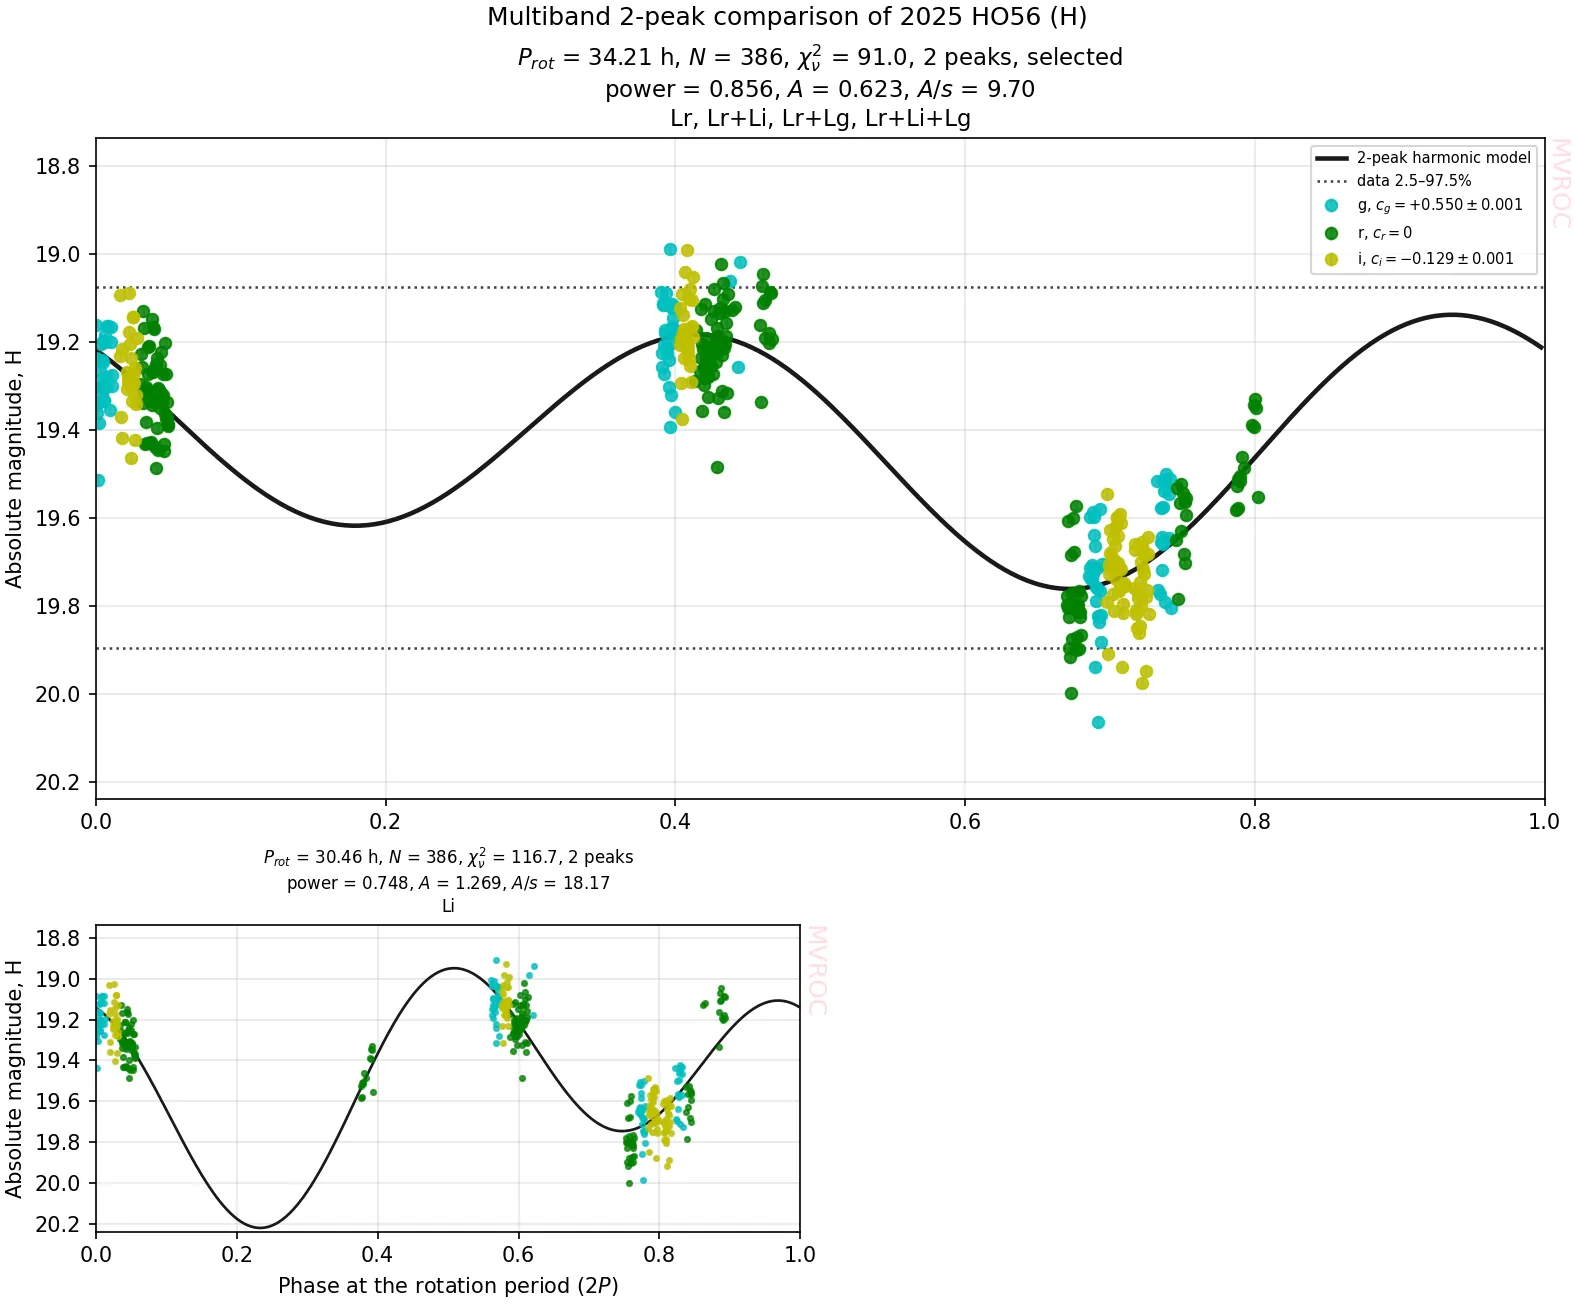 Multiband 2-peak comparison of 2025 HO56 (H)
P_rot = 34.21 h, N = 386, χ²_ν = 91.0, 2 peaks, selected
power = 0.856, A = 0.623, A/s = 9.70
Lr, Lr+Li, Lr+Lg, Lr+Li+Lg
2-peak harmonic model
data 2.5–97.5%
g, c_g = +0.550 ± 0.001
r, c_r = 0
i, c_i = −0.129 ± 0.001
MVROC
Absolute magnitude, H
18.8
19.0
19.2
19.4
19.6
19.8
20.0
20.2
0.0 0.2 0.4 0.6 0.8 1.0
P_rot = 30.46 h, N = 386, χ²_ν = 116.7, 2 peaks
power = 0.748, A = 1.269, A/s = 18.17
Li
MVROC
Absolute magnitude, H
18.8
19.0
19.2
19.4
19.6
19.8
20.0
20.2
0.0 0.2 0.4 0.6 0.8 1.0
Phase at the rotation period (2P)